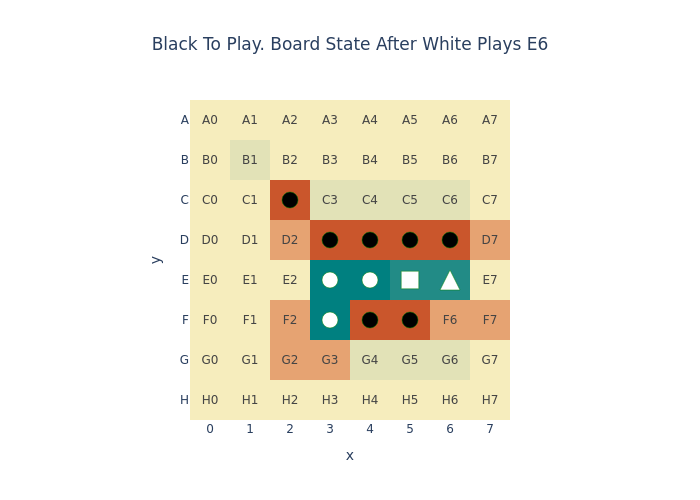 Black To Play. Board State After White Plays E6
A A0 A1 A2 A3 A4 A5 A6 A7
B B0 B1 B2 B3 B4 B5 B6 B7
C C0 C1 C3 C4 C5 C6 C7
D D0 D1 D2 D7
y
E E0 E1 E2 E7
F F0 F1 F2 F6 F7
G G0 G1 G2 G3 G4 G5 G6 G7
H H0 H1 H2 H3 H4 H5 H6 H7
0 1 2 3 4 5 6 7
x